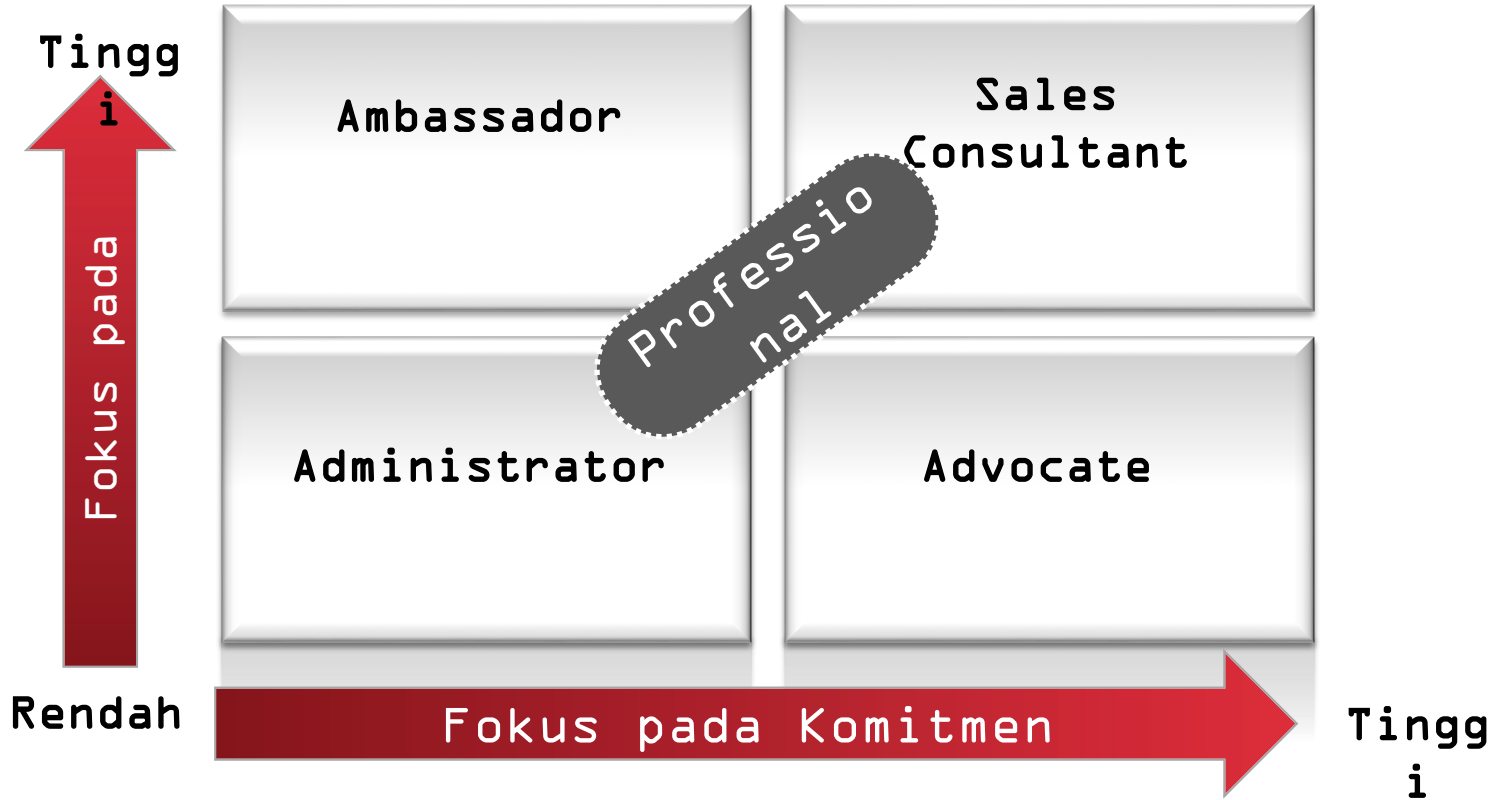 Tingg
i
Ambassador
Sales
Consultant
Professio
nal
Fokus pada
Administrator
Advocate
Rendah
Fokus pada Komitmen
Tingg
i